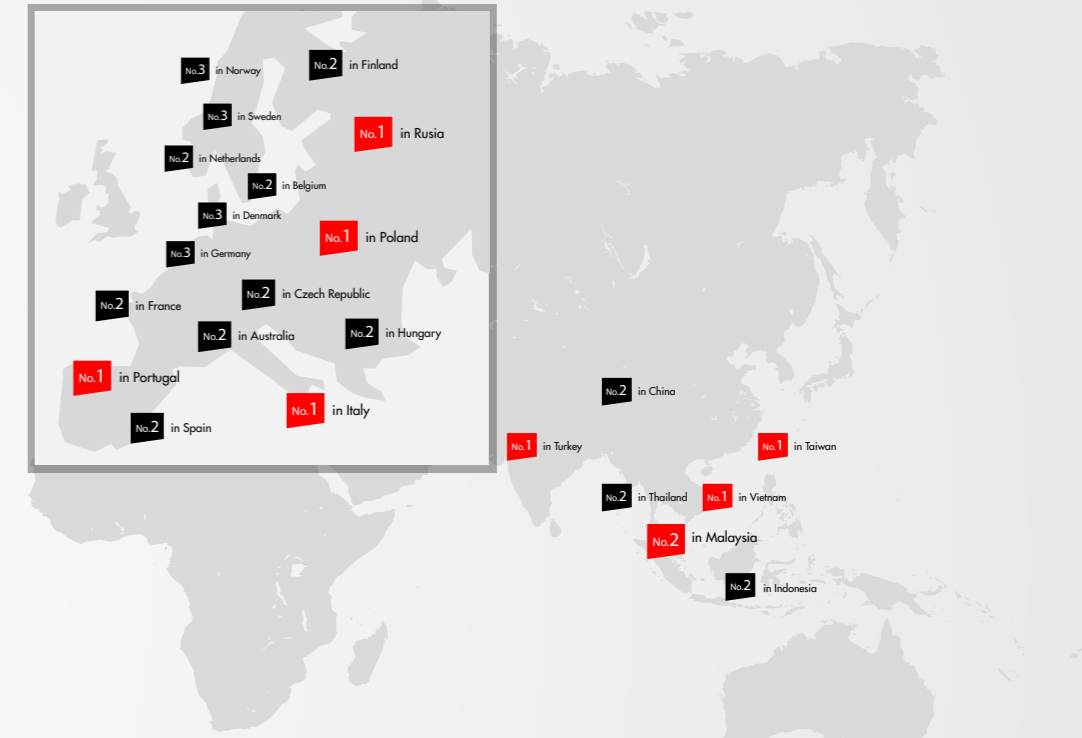 No.3 in Norway
No.2 in Finland
No.3 in Sweden
No.1 in Rusia
No.2 in Netherlands
No.2 in Belgium
No.3 in Denmark
No.1 in Poland
No.3 in Germany
No.2 in Czech Republic
No.2 in France
No.2 in Australia
No.2 in Hungary
No.1 in Portugal
No.1 in Italy
No.2 in Spain
No.2 in China
No.1 in Turkey
No.1 in Taiwan
No.2 in Thailand
No.1 in Vietnam
No.2 in Malaysia
No.2 in Indonesia